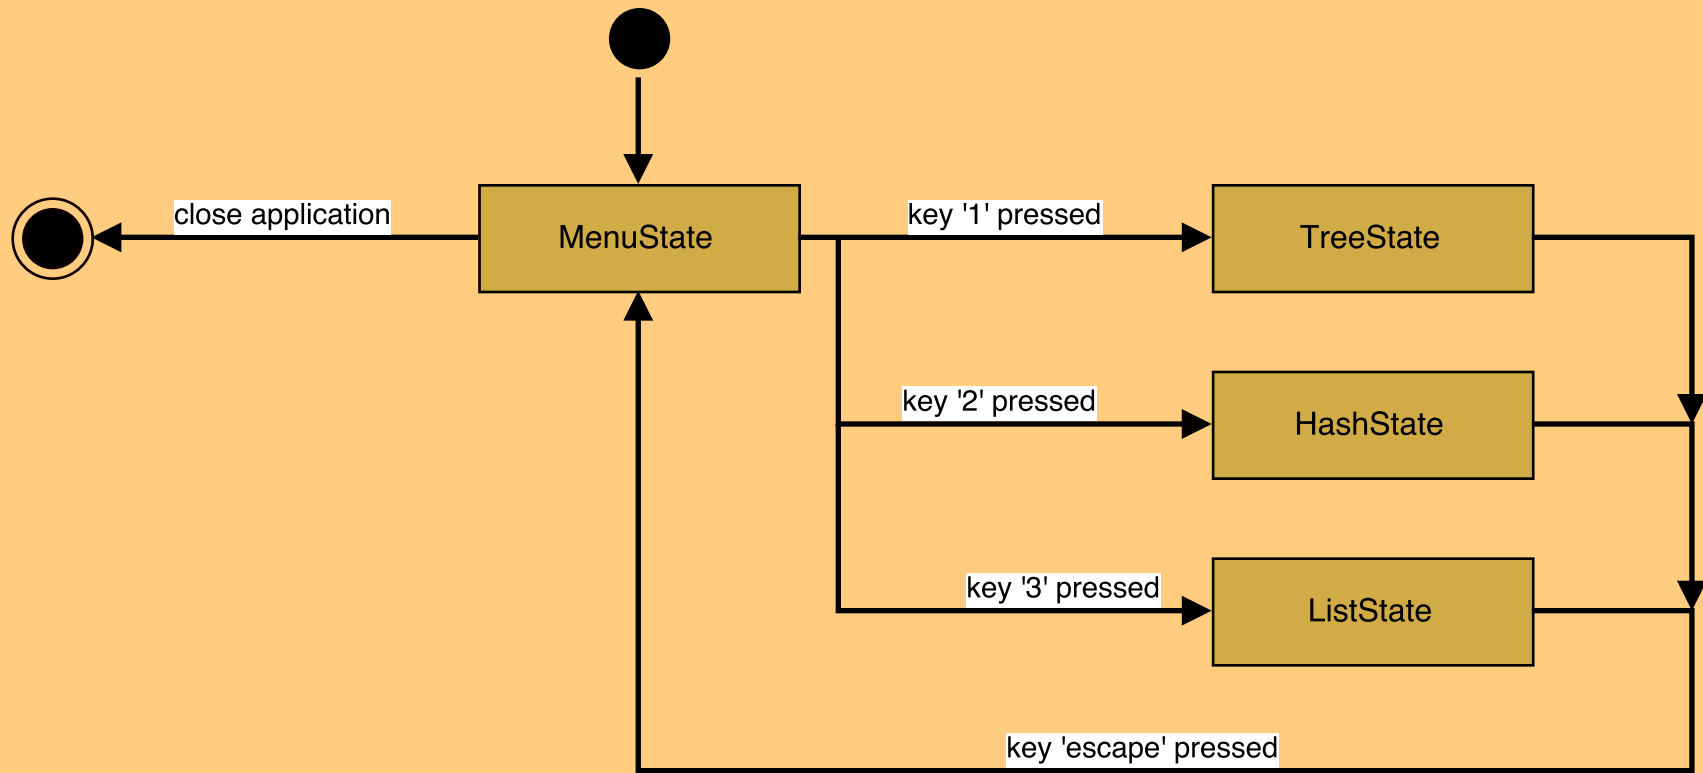 close application
MenuState
key '1' pressed
TreeState
key '2' pressed
HashState
key '3' pressed
ListState
key 'escape' pressed